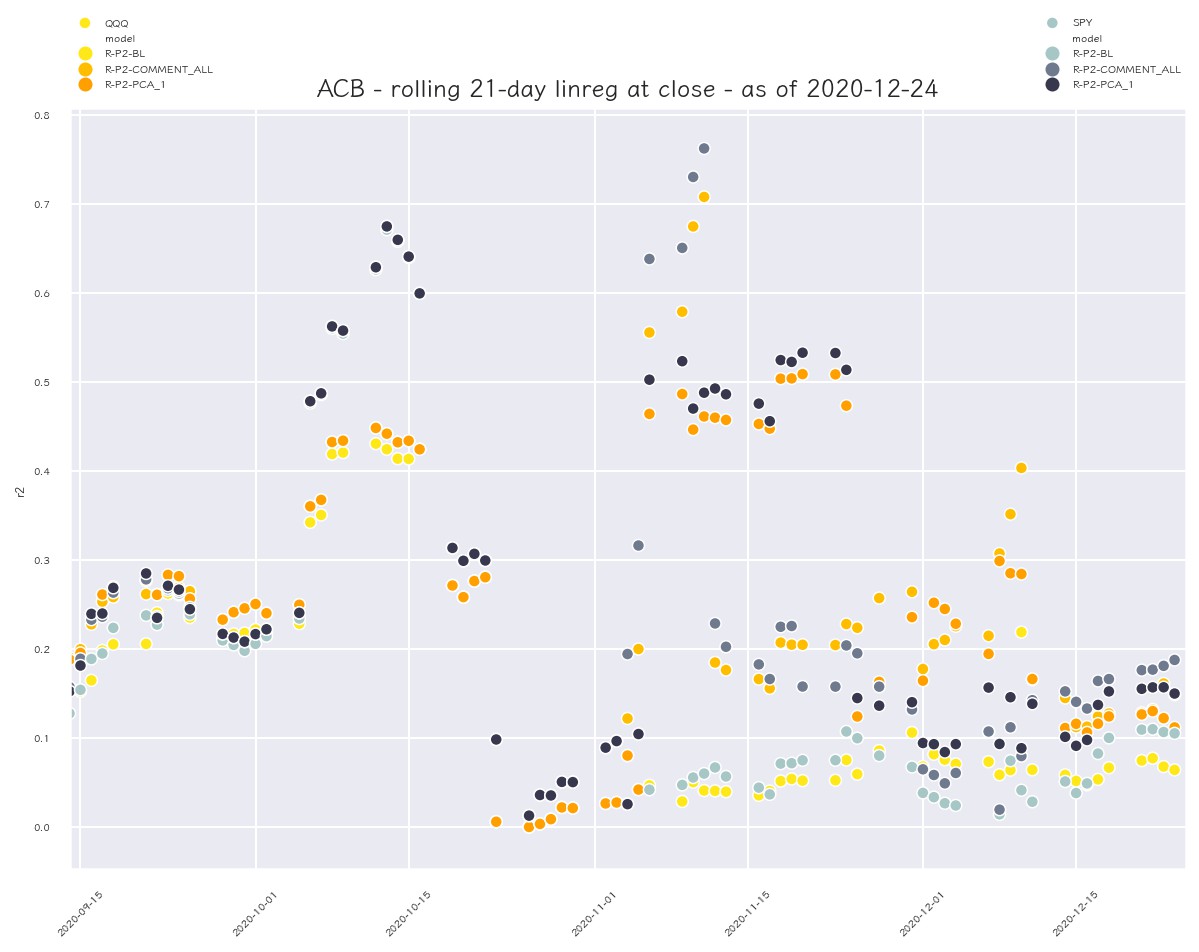 QQQ
model
R-P2-BL
R-P2-COMMENT_ALL
R-P2-PCA_1
SPY
model
R-P2-BL
R-P2-COMMENT_ALL
R-P2-PCA_1
ACB - rolling 21-day linreg at close - as of 2020-12-24
0.8
0.7
0.6
0.5
0.4
0.3
0.2
0.1
0.0
r2
2020-09-15
2020-10-01
2020-10-15
2020-11-01
2020-11-15
2020-12-01
2020-12-15